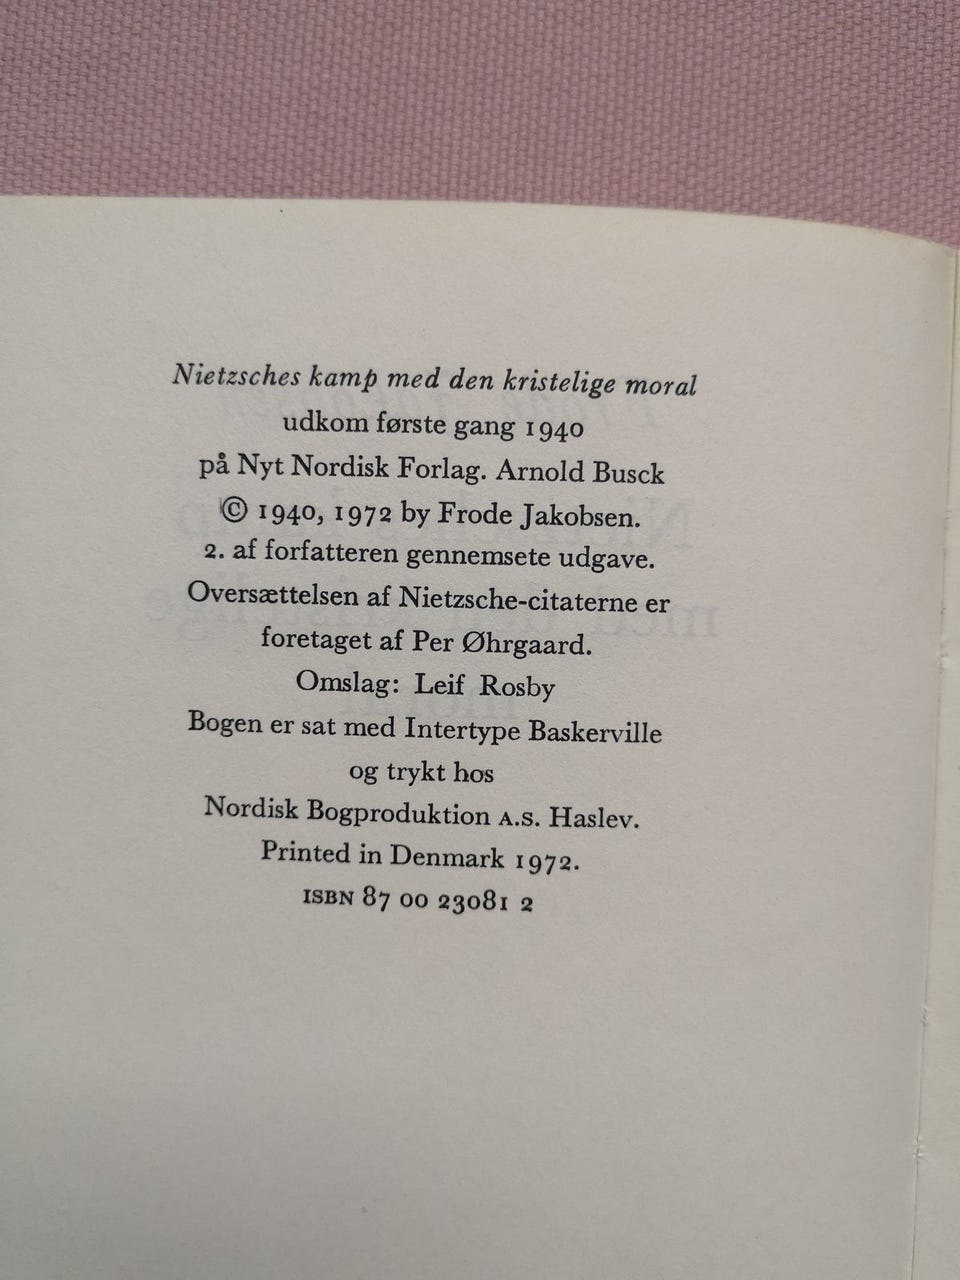 Nietzsches kamp med den kristelige moral
udkom første gang 1940
på Nyt Nordisk Forlag. Arnold Busck
© 1940, 1972 by Frode Jakobsen.
2. af forfatteren gennemsete udgave.
Oversættelsen af Nietzsche-citaterne er
foretaget af Per Øhrgaard.
Omslag: Leif Rosby
Bogen er sat med Intertype Baskerville
og trykt hos
Nordisk Bogproduktion A.S. Haslev.
Printed in Denmark 1972.
ISBN 87 00 23081 2